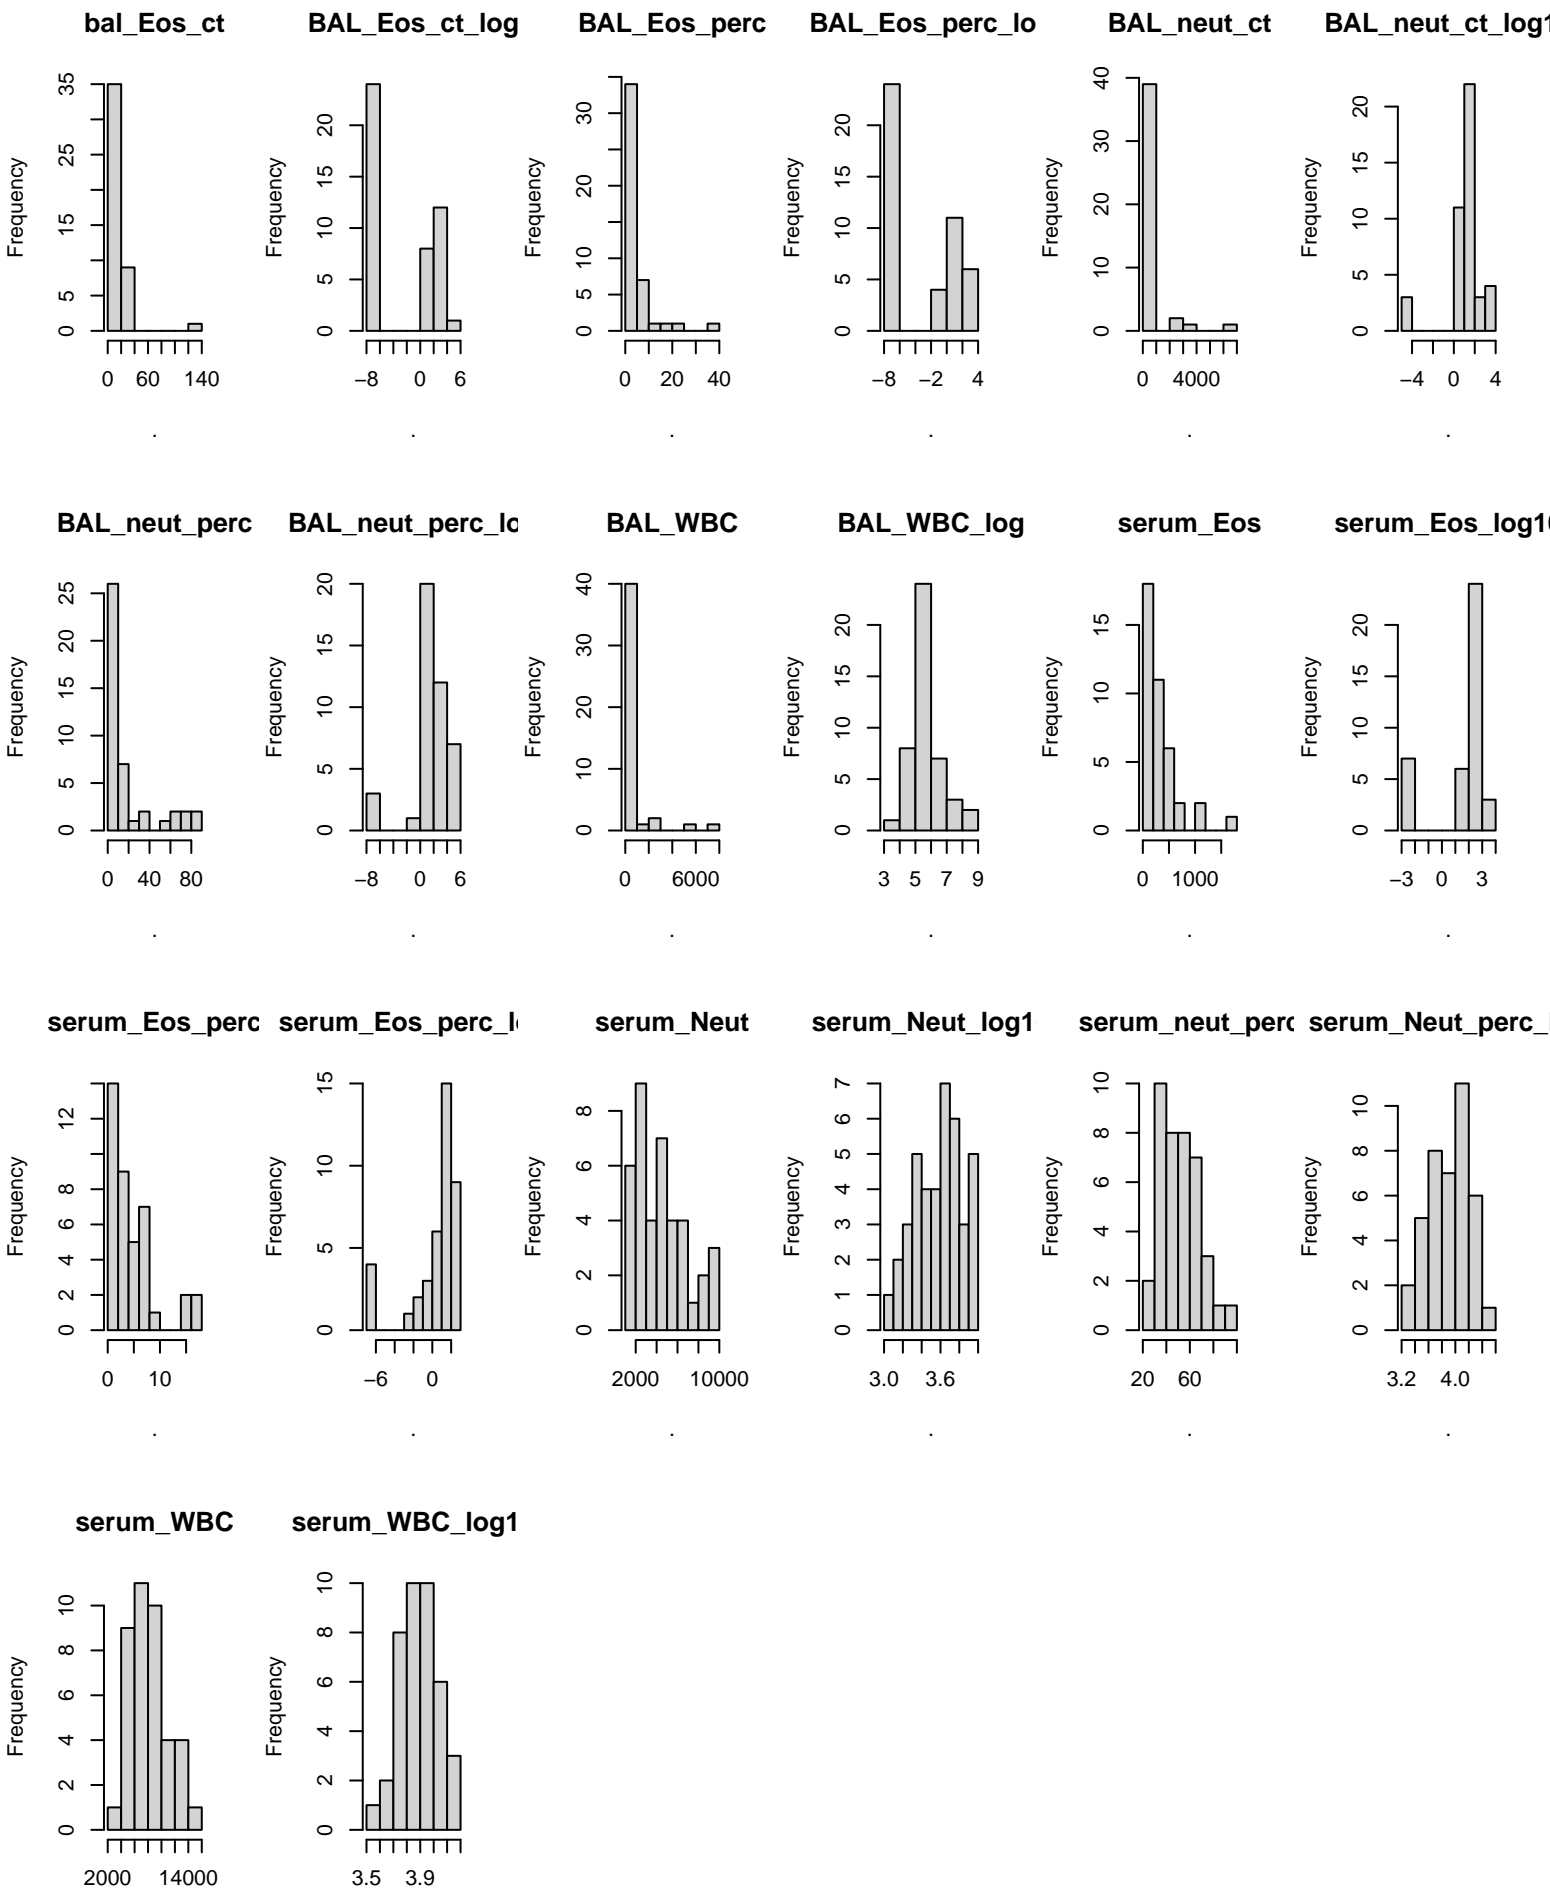 bal_Eos_ct
Frequency
0 5 15 25 35
0 60 140
.
BAL_Eos_ct_log
Frequency
0 5 10 15 20
−8 0 6
.
BAL_Eos_perc
Frequency
0 5 10 20 30
0 20 40
.
BAL_Eos_perc_lo
Frequency
0 5 10 15 20
−8 −2 4
.
BAL_neut_ct
Frequency
0 10 20 30 40
0 4000
.
BAL_neut_ct_log1
Frequency
0 5 10 15 20
−4 0 4
.
BAL_neut_perc
Frequency
0 5 10 15 20 25
0 40 80
.
BAL_neut_perc_lo
Frequency
0 5 10 15 20
−8 0 6
.
BAL_WBC
Frequency
0 10 20 30 40
0 6000
.
BAL_WBC_log
Frequency
0 5 10 15 20
3 5 7 9
.
serum_Eos
Frequency
0 5 10 15
0 1000
.
serum_Eos_log10
Frequency
0 5 10 15 20
−3 0 3
.
serum_Eos_perc
Frequency
0 2 4 6 8 12
0 10
.
serum_Eos_perc_l
Frequency
0 5 10 15
−6 0
.
serum_Neut
Frequency
0 2 4 6 8
2000 10000
.
serum_Neut_log1
Frequency
0 1 2 3 4 5 6 7
3.0 3.6
.
serum_neut_perc
Frequency
0 2 4 6 8 10
20 60
.
serum_Neut_perc_
Frequency
0 2 4 6 8 10
3.2 4.0
.
serum_WBC
Frequency
0 2 4 6 8 10
2000 14000
serum_WBC_log1
Frequency
0 2 4 6 8 10
3.5 3.9